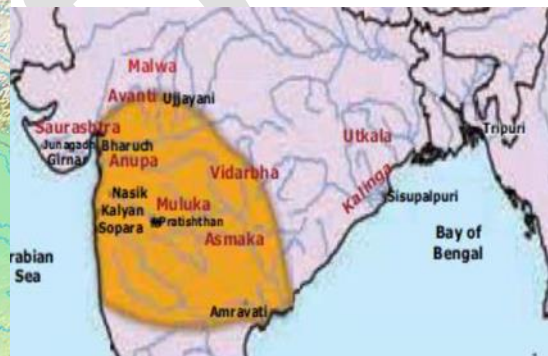 Malwa
Avanti Ujjayani
Saurashtra
Junagadh Bharuch
Girna
Anupa
Vidarbha
Utkala
Tripuri
Kalinga
Sisupalpuri
Nasik
Kalyan
Sopara
Muluka
Pratishthan
Asmaka
Bay of
Bengal
rabian
Sea
Amravati